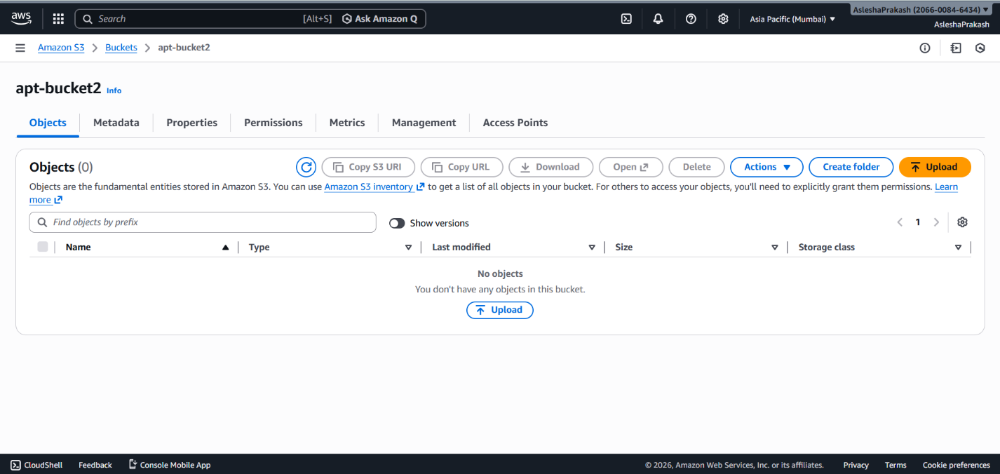 aws
Search [Alt+S] Ask Amazon Q Asia Pacific (Mumbai) AsleshaPrakash (2066-0084-6434)
AsleshaPrakash
Amazon S3 Buckets apt-bucket2
apt-bucket2 Info
Objects Metadata Properties Permissions Metrics Management Access Points
Objects (0) Copy S3 URI Copy URL Download Open Delete Actions Create folder Upload
Objects are the fundamental entities stored in Amazon S3. You can use Amazon S3 inventory to get a list of all objects in your bucket. For others to access your objects, you'll need to explicitly grant them permissions. Learn
more
Find objects by prefix Show versions 1
Name Type Last modified Size Storage class
No objects
You don't have any objects in this bucket.
Upload
CloudShell Feedback Console Mobile App © 2026, Amazon Web Services, Inc. or its affiliates. Privacy Terms Cookie preferences